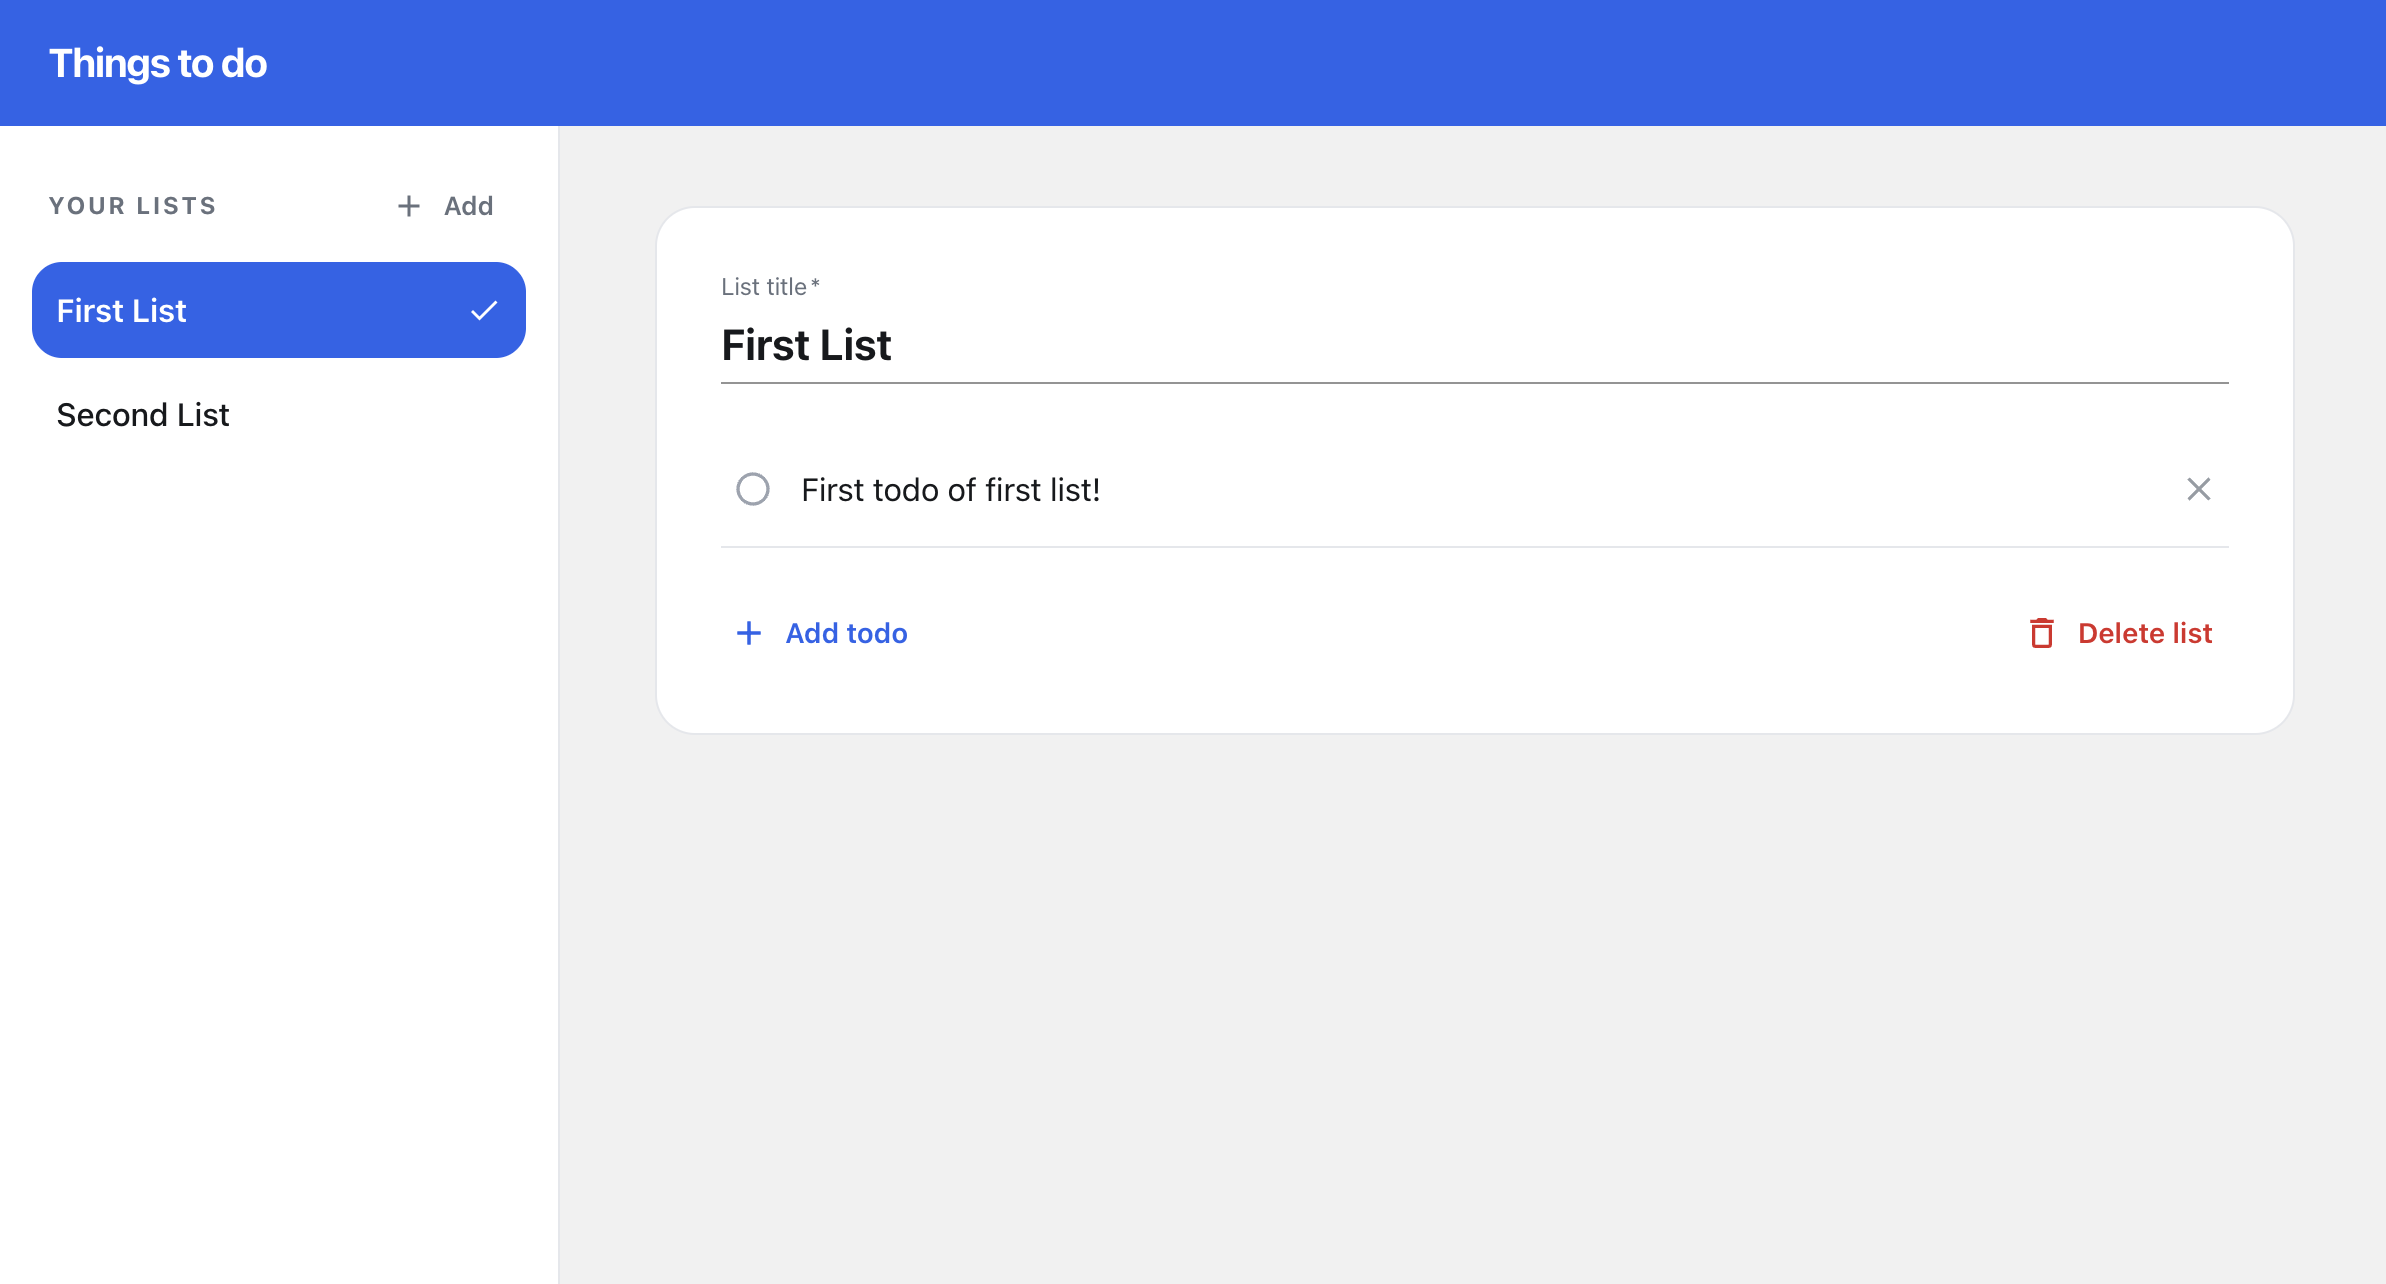 Things to do
YOUR LISTS
Add
First List
Second List
List title*
First List
First todo of first list!
Add todo
Delete list